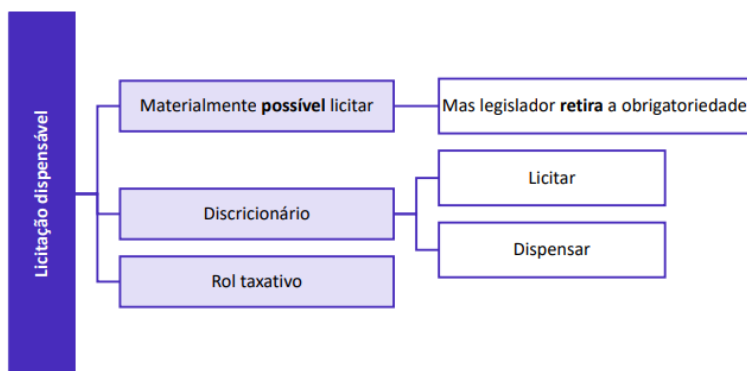 Licitação dispensável
Materialmente possível licitar
Mas legislador retira a obrigatoriedade
Discricionário
Licitar
Dispensar
Rol taxativo